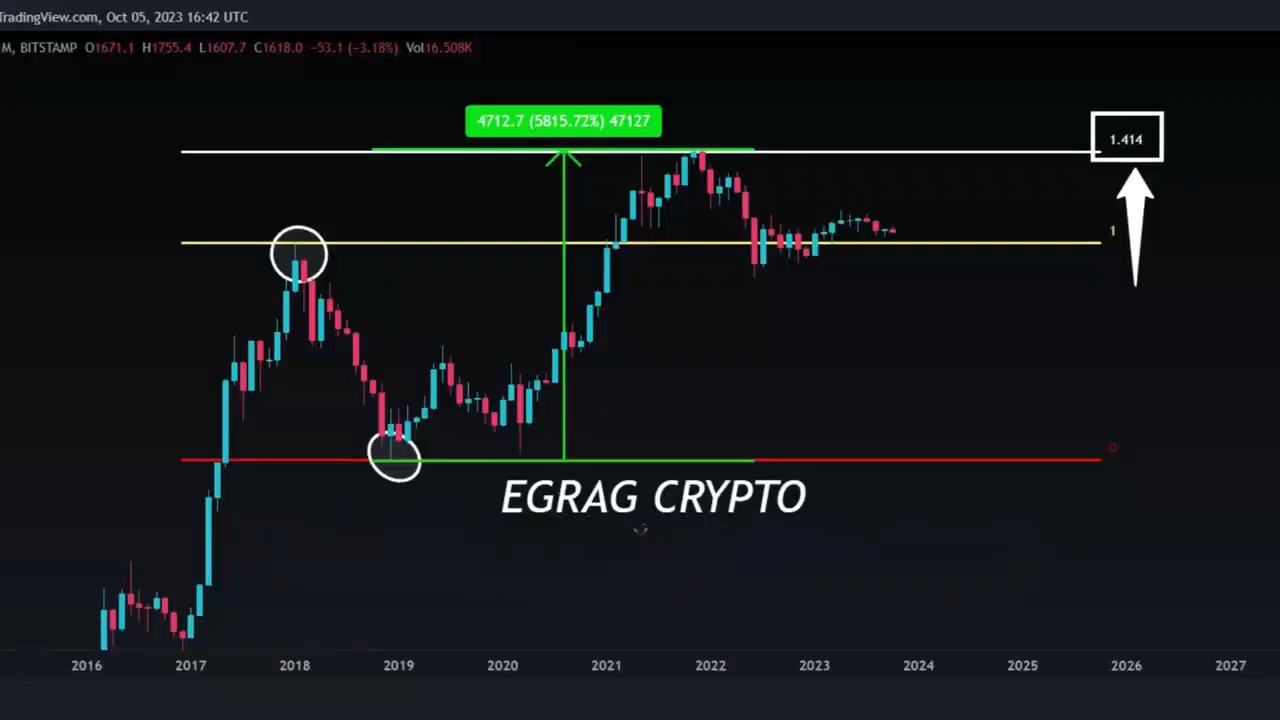 TradingView.com, Oct 05, 2023 16:42 UTC
M, BITSTAMP O1671.1 H1755.4 L1607.7 C1618.0 −53.1 (−3.18%) Vol16.508K
4712.7 (5815.72%) 47127
1.414
1
0
EGRAG CRYPTO
2016 2017 2018 2019 2020 2021 2022 2023 2024 2025 2026 2027